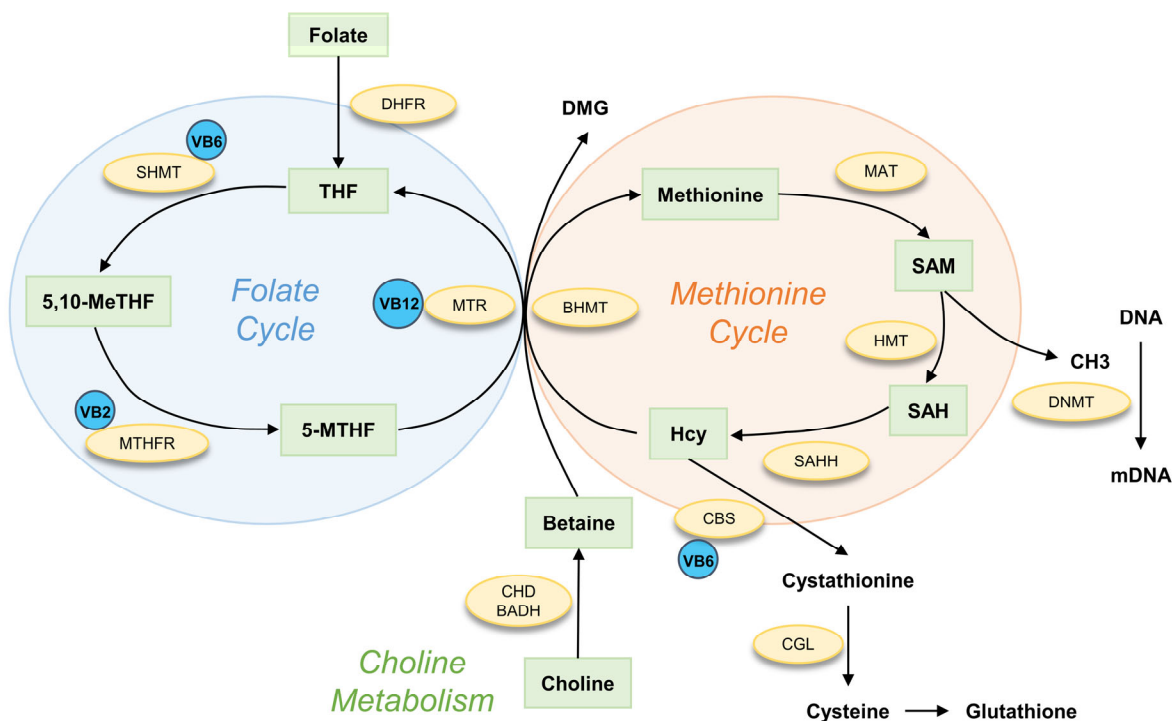 Folate
DHFR
DMG
VB6
SHMT
MAT
THF
Methionine
SAM
5,10-MeTHF
Folate
Cycle
VB12
MTR
BHMT
Methionine
Cycle
HMT
CH3
DNA
DNMT
mDNA
VB2
MTHFR
5-MTHF
Hcy
SAH
SAHH
Betaine
CBS
VB6
Cystathionine
CHD
BADH
CGL
Choline
Metabolism
Choline
Cysteine
Glutathione